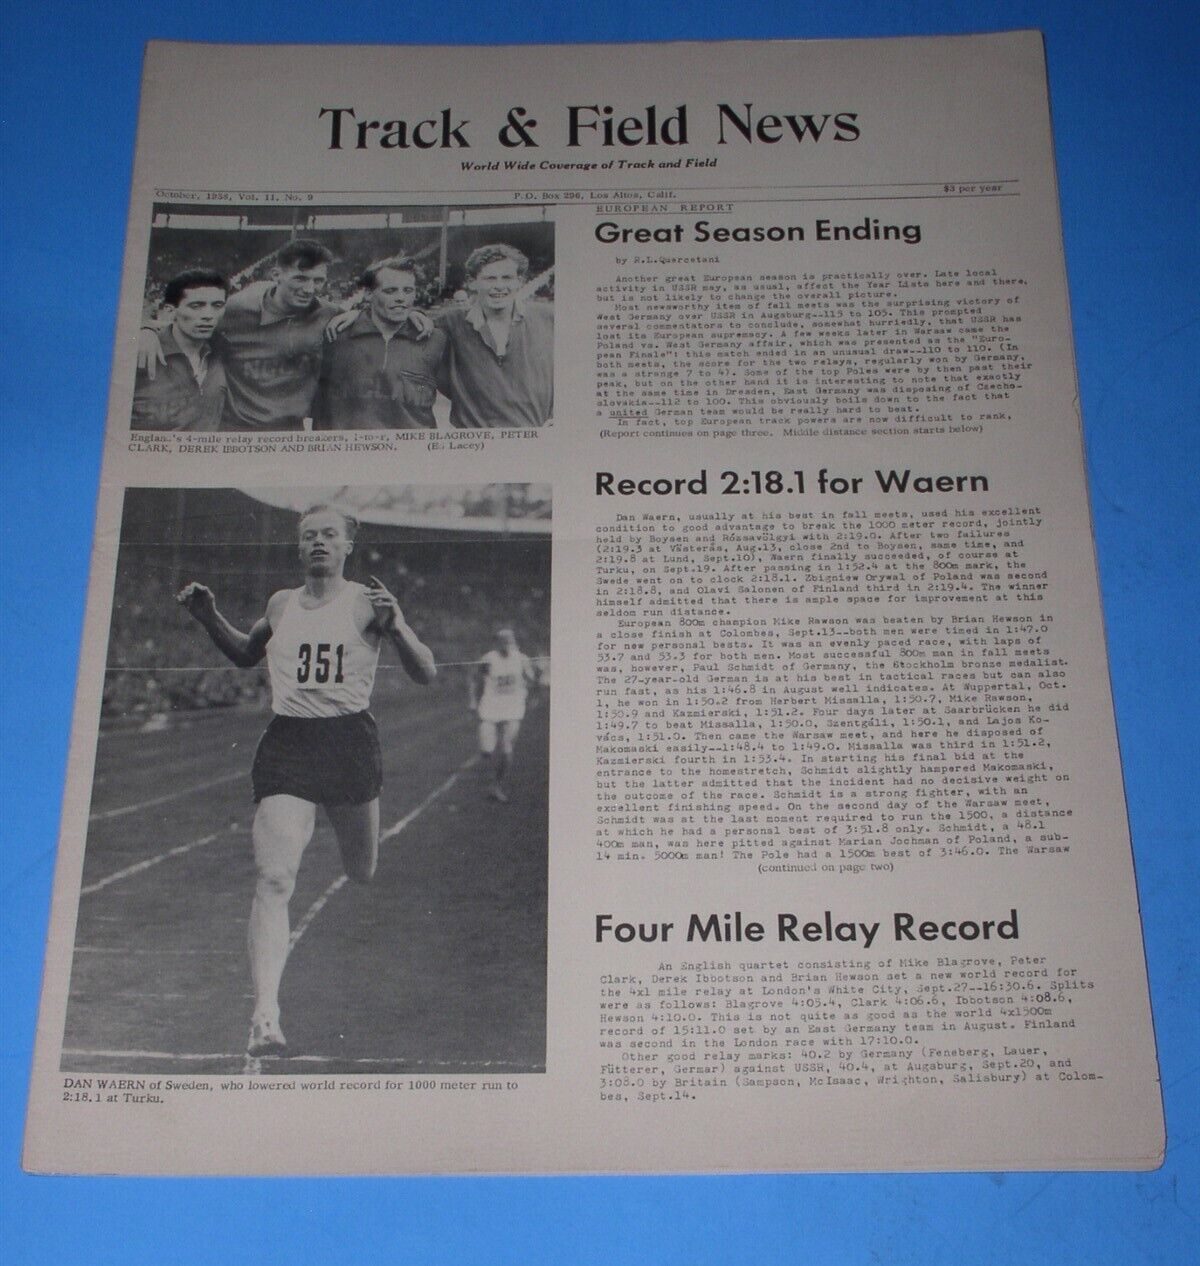 Track & Field News
World Wide Coverage of Track and Field
October, 1958, Vol. 11, No. 9
P.O. Box 296, Los Altos, Calif.
$3 per year
England's 4-mile relay record breakers, l-to-r, MIKE BLAGROVE, PETER
CLARK, DEREK IBBOTSON AND BRIAN HEWSON. (E. Lacey)
351
DAN WAERN of Sweden, who lowered world record for 1000 meter run to
2:18.1 at Turku.
EUROPEAN REPORT
Great Season Ending
by R.L.Quercetani
Another great European season is practically over. Late local
activity in USSR may, as usual, affect the Year Lists here and there,
but is not likely to change the overall picture.
Most newsworthy item of fall meets was the surprising victory of
West Germany over USSR in Augsburg--115 to 105. This prompted
several commentators to conclude, somewhat hurriedly, that USSR has
lost its European supremacy. A few weeks later in Warsaw came the
Poland vs. West Germany affair, which was presented as the "Euro-
pean Finale": this match ended in an unusual draw--110 to 110. (In
both meets, the score for the two relays, regularly won by Germany,
was a strange 7 to 4). Some of the top Poles were by then past their
peak, but on the other hand it is interesting to note that exactly
at the same time in Dresden, East Germany was disposing of Czecho-
slovakia--112 to 100. This obviously boils down to the fact that
a united German team would be really hard to beat.
In fact, top European track powers are now difficult to rank.
(Report continues on page three. Middle distance section starts below)
Record 2:18.1 for Waern
Dan Waern, usually at his best in fall meets, used his excellent
condition to good advantage to break the 1000 meter record, jointly
held by Boysen and Rózsavölgyi with 2:19.0. After two failures
(2:19.3 at Västerås, Aug.13, close 2nd to Boysen, same time, and
2:19.8 at Lund, Sept.10), Waern finally succeeded, of course at
Turku, on Sept.19. After passing in 1:52.4 at the 800m mark, the
Swede went on to clock 2:18.1. Zbigniew Orywal of Poland was second
in 2:18.8, and Olavi Salonen of Finland third in 2:19.4. The winner
himself admitted that there is ample space for improvement at this
seldom run distance.
European 800m champion Mike Rawson was beaten by Brian Hewson in
a close finish at Colombes, Sept.13--both men were timed in 1:47.0
for new personal bests. It was an evenly paced race, with laps of
53.7 and 53.3 for both men. Most successful 800m man in fall meets
was, however, Paul Schmidt of Germany, the Stockholm bronze medalist.
The 27-year-old German is at his best in tactical races but can also
run fast, as his 1:46.8 in August well indicates. At Wuppertal, Oct.
1, he won in 1:50.2 from Herbert Missalla, 1:50.7, Mike Rawson,
1:50.9 and Kazmierski, 1:51.2. Four days later at Saarbrücken he did
1:49.7 to beat Missalla, 1:50.0, Szentgáli, 1:50.1, and Lajos Ko-
vács, 1:51.0. Then came the Warsaw meet, and here he disposed of
Makomaski easily--1:48.4 to 1:49.0. Missalla was third in 1:51.2,
Kazmierski fourth in 1:53.4. In starting his final bid at the
entrance to the homestretch, Schmidt slightly hampered Makomaski,
but the latter admitted that the incident had no decisive weight on
the outcome of the race. Schmidt is a strong fighter, with an
excellent finishing speed. On the second day of the Warsaw meet,
Schmidt was at the last moment required to run the 1500, a distance
at which he had a personal best of 3:51.8 only. Schmidt, a 48.1
400m man, was here pitted against Marian Jochman of Poland, a sub-
14 min. 5000m man! The Pole had a 1500m best of 3:46.0. The Warsaw
(continued on page two)
Four Mile Relay Record
An English quartet consisting of Mike Blagrove, Peter
Clark, Derek Ibbotson and Brian Hewson set a new world record for
the 4x1 mile relay at London's White City, Sept.27--16:30.6. Splits
were as follows: Blagrove 4:05.4, Clark 4:06.6, Ibbotson 4:08.6,
Hewson 4:10.0. This is not quite as good as the world 4x1500m
record of 15:11.0 set by an East Germany team in August. Finland
was second in the London race with 17:10.0.
Other good relay marks: 40.2 by Germany (Feneberg, Lauer,
Fütterer, Germar) against USSR, 40.4, at Augsburg, Sept.20, and
3:08.0 by Britain (Sampson, McIsaac, Wrighton, Salisbury) at Colom-
bes, Sept.14.